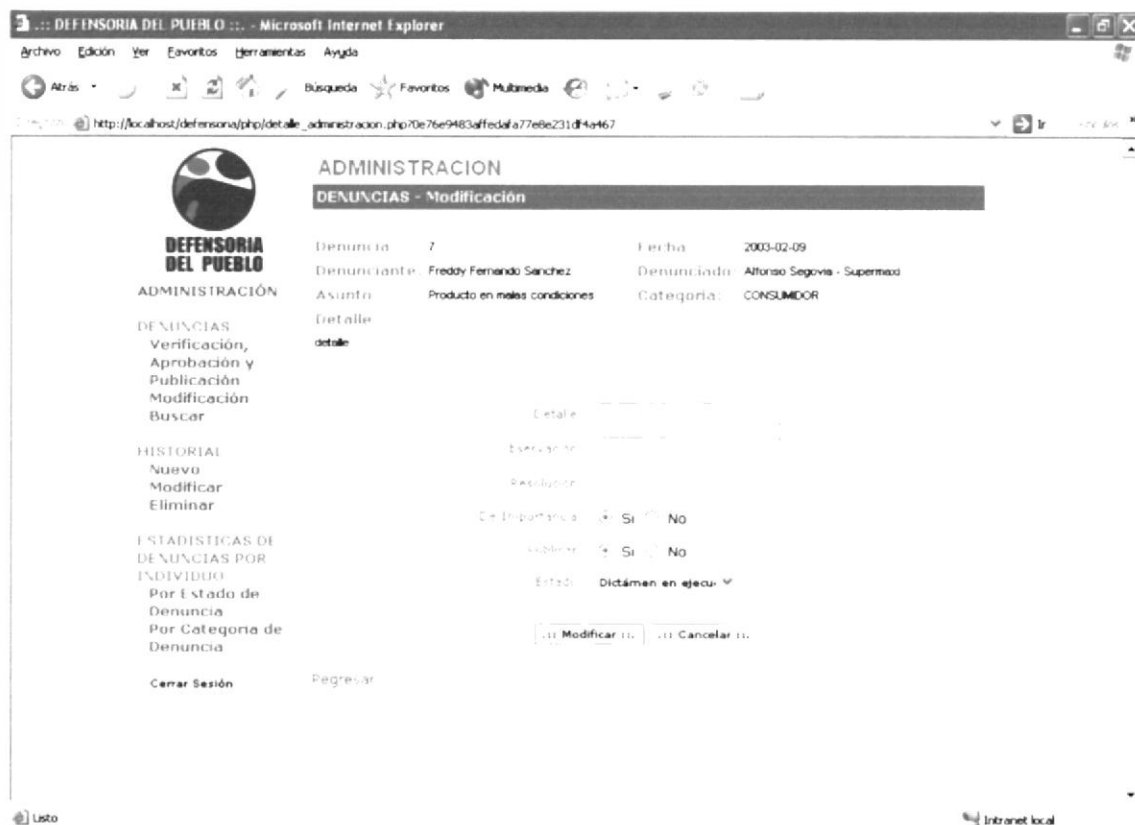 .:: DEFENSORIA DEL PUEBLO ::. - Microsoft Internet Explorer
Archivo Edición Ver Favoritos Herramientas Ayuda
Atrás Búsqueda Favoritos Multimedia
http://localhost/defensoria/php/detalle_administracion.php?0e76e9483affedafa77e8e231df4a467 Ir
DEFENSORIA
DEL PUEBLO
ADMINISTRACIÓN
DENUNCIAS
Verificación,
Aprobación y
Publicación
Modificación
Buscar
HISTORIAL
Nuevo
Modificar
Eliminar
ESTADISTICAS DE
DENUNCIAS POR
INDIVIDUO
Por Estado de
Denuncia
Por Categoria de
Denuncia
Cerrar Sesión
ADMINISTRACION
DENUNCIAS - Modificación
Denuncia 7 Fecha 2003-02-09
Denunciante: Freddy Fernando Sanchez Denunciado: Alfonso Segovia - Supermaxi
Asunto Producto en malas condiciones Categoria: CONSUMIDOR
Detalle
detalle
Detalle
Resolución
De Importancia Si No
Publicar Si No
Estado Dictámen en ejecu-
.:: Modificar ::. .:: Cancelar ::.
Regresar
Listo Intranet local